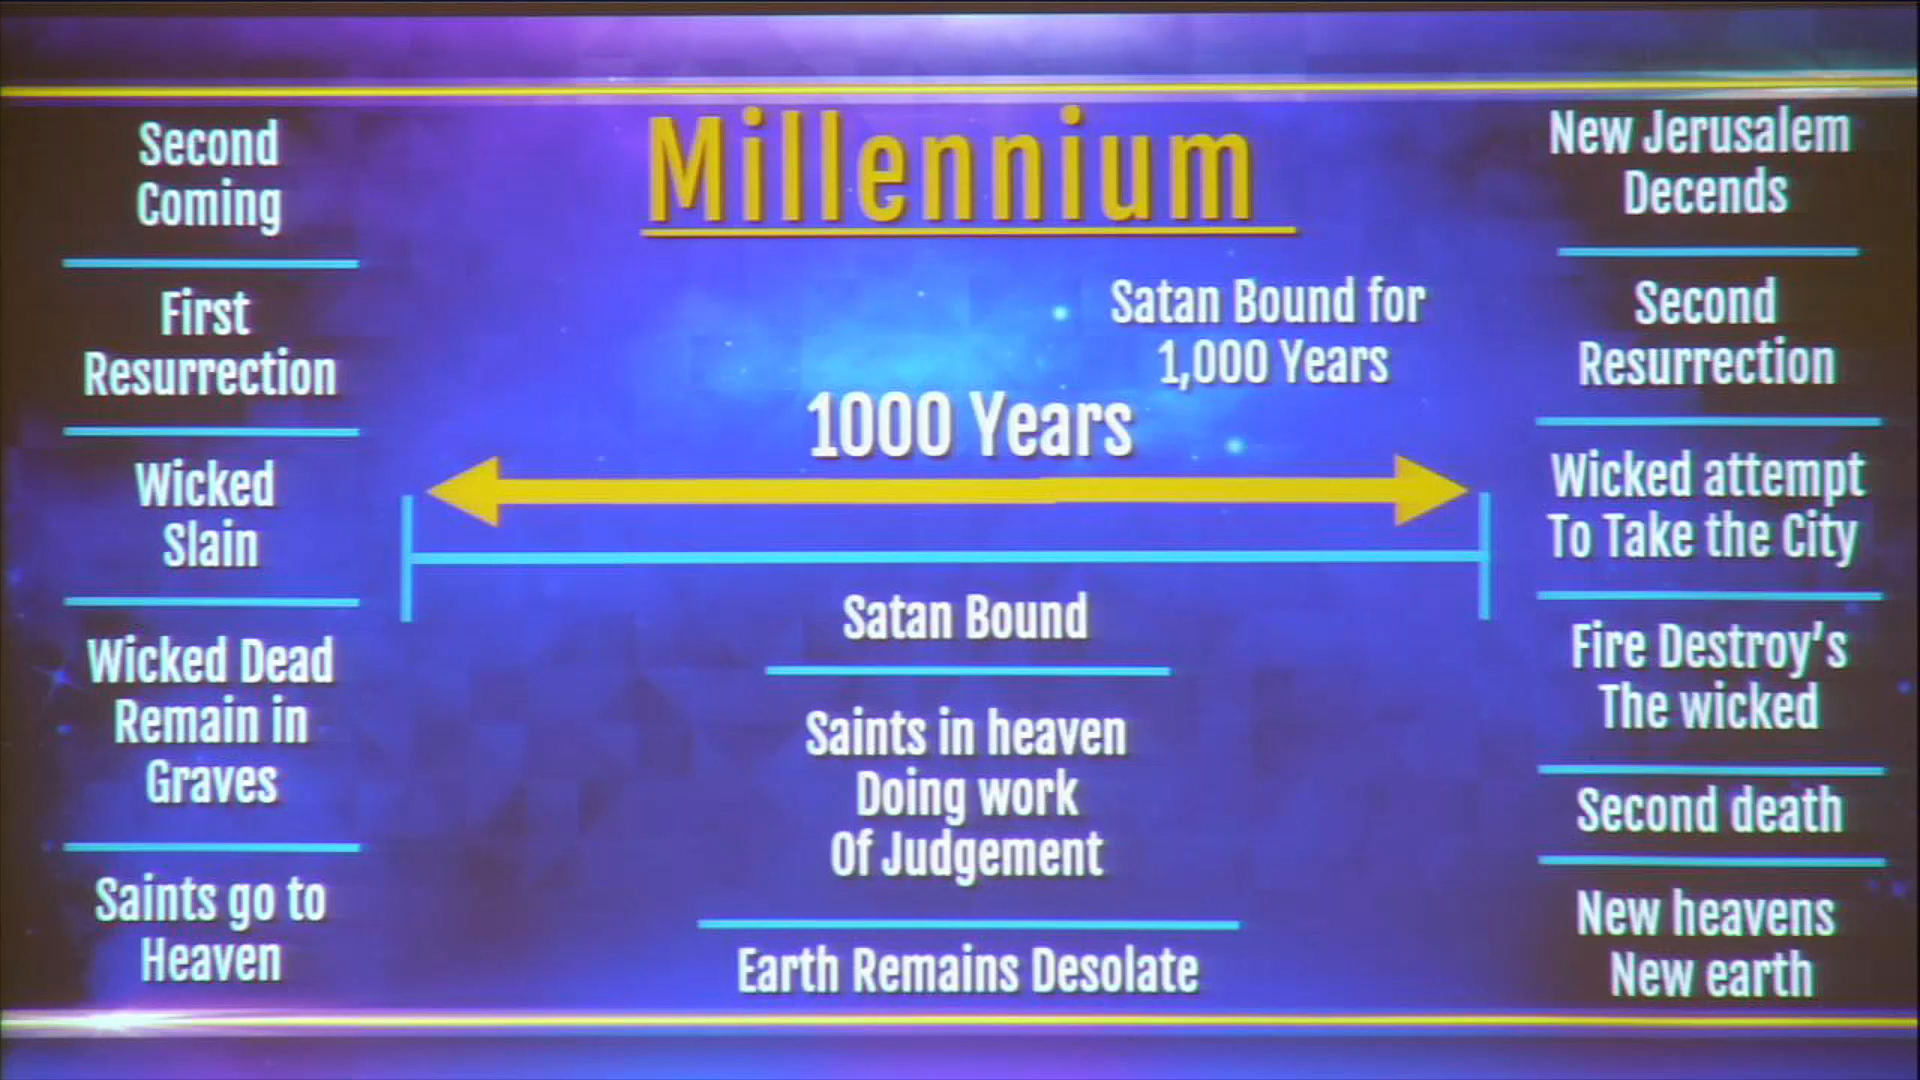 Millennium
Second
Coming
First
Resurrection
Wicked
Slain
Wicked Dead
Remain in
Graves
Saints go to
Heaven
Satan Bound for
1,000 Years
1000 Years
Satan Bound
Saints in heaven
Doing work
Of Judgement
Earth Remains Desolate
New Jerusalem
Decends
Second
Resurrection
Wicked attempt
To Take the City
Fire Destroy's
The wicked
Second death
New heavens
New earth